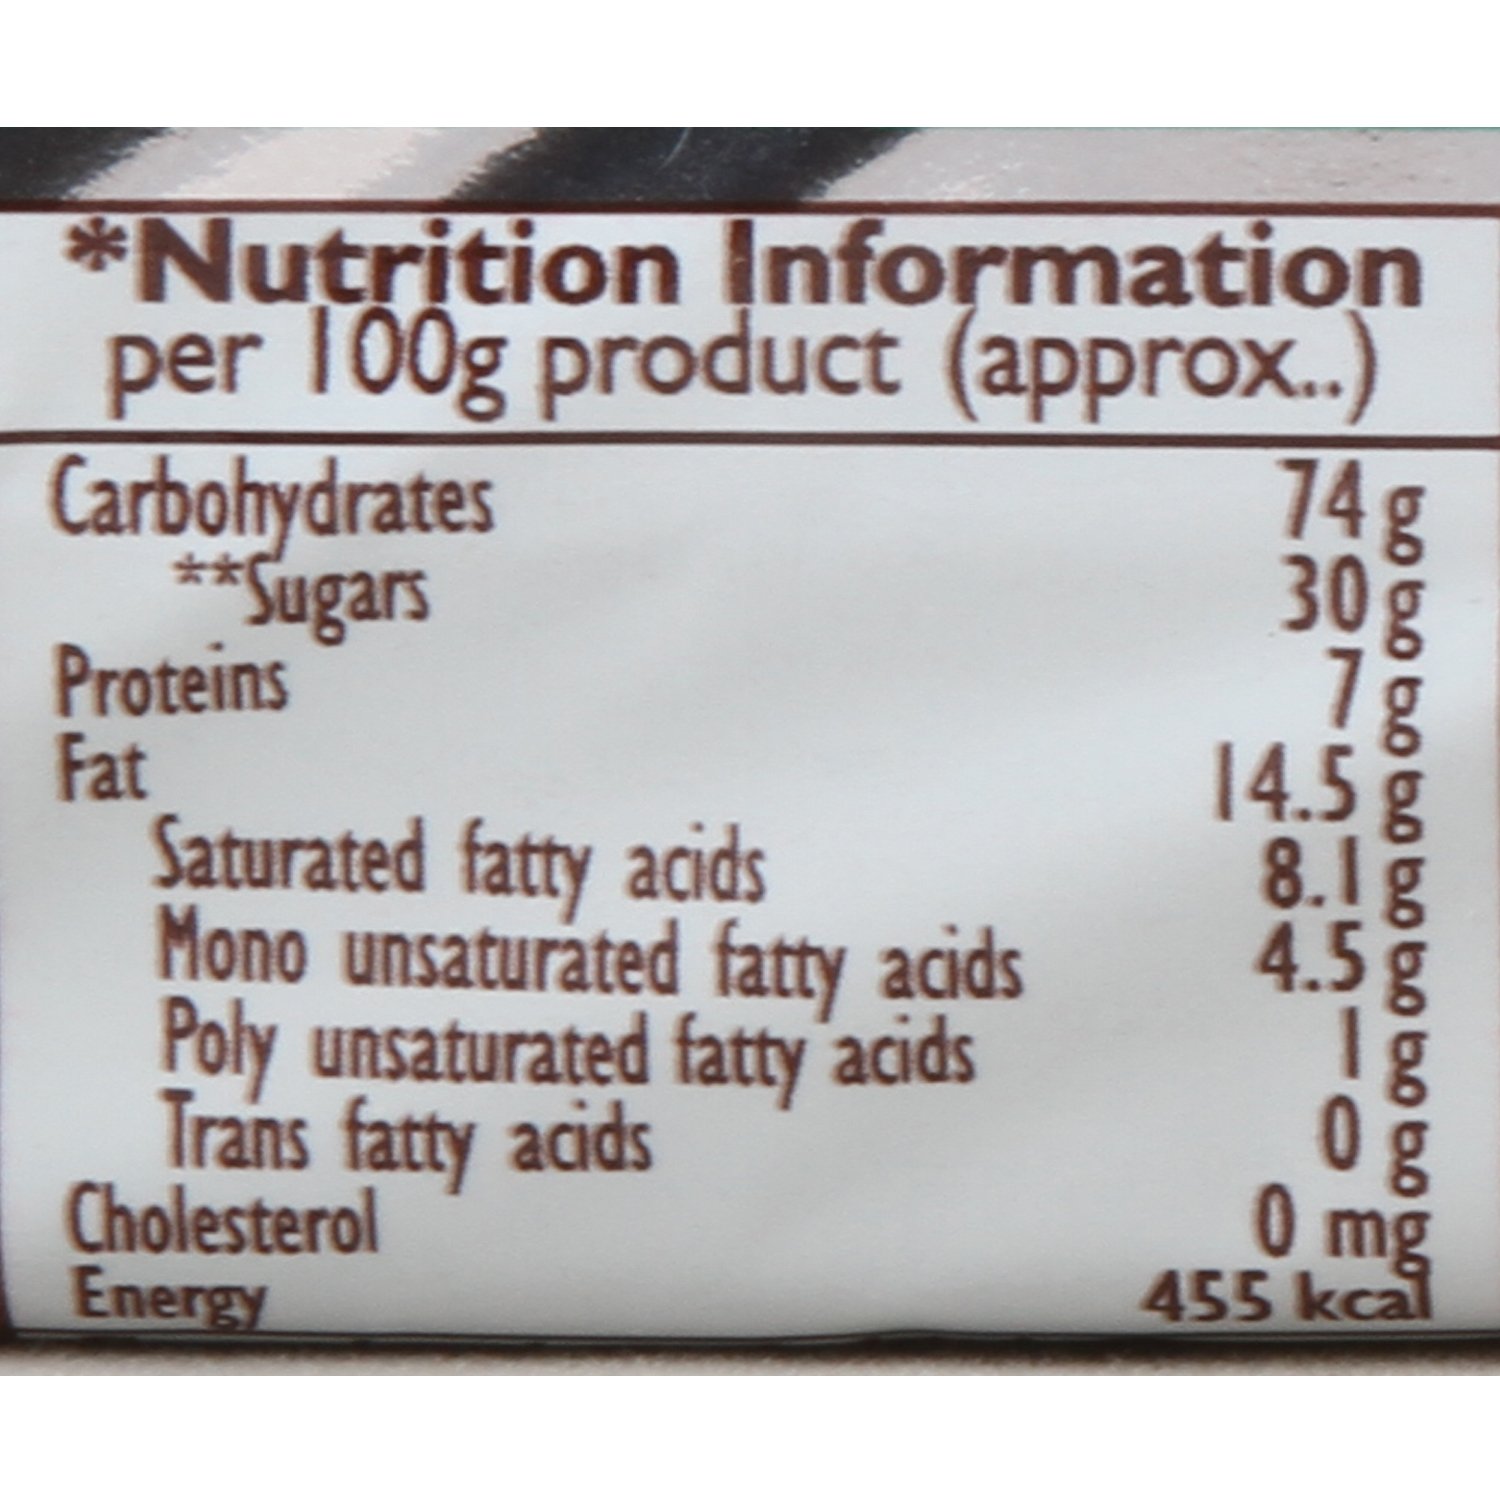 *Nutrition Information
per 100g product (approx..)
Carbohydrates 74 g
**Sugars 30 g
Proteins 7 g
Fat 14.5 g
Saturated fatty acids 8.1 g
Mono unsaturated fatty acids 4.5 g
Poly unsaturated fatty acids 1 g
Trans fatty acids 0 g
Cholesterol 0 mg
Energy 455 kcal